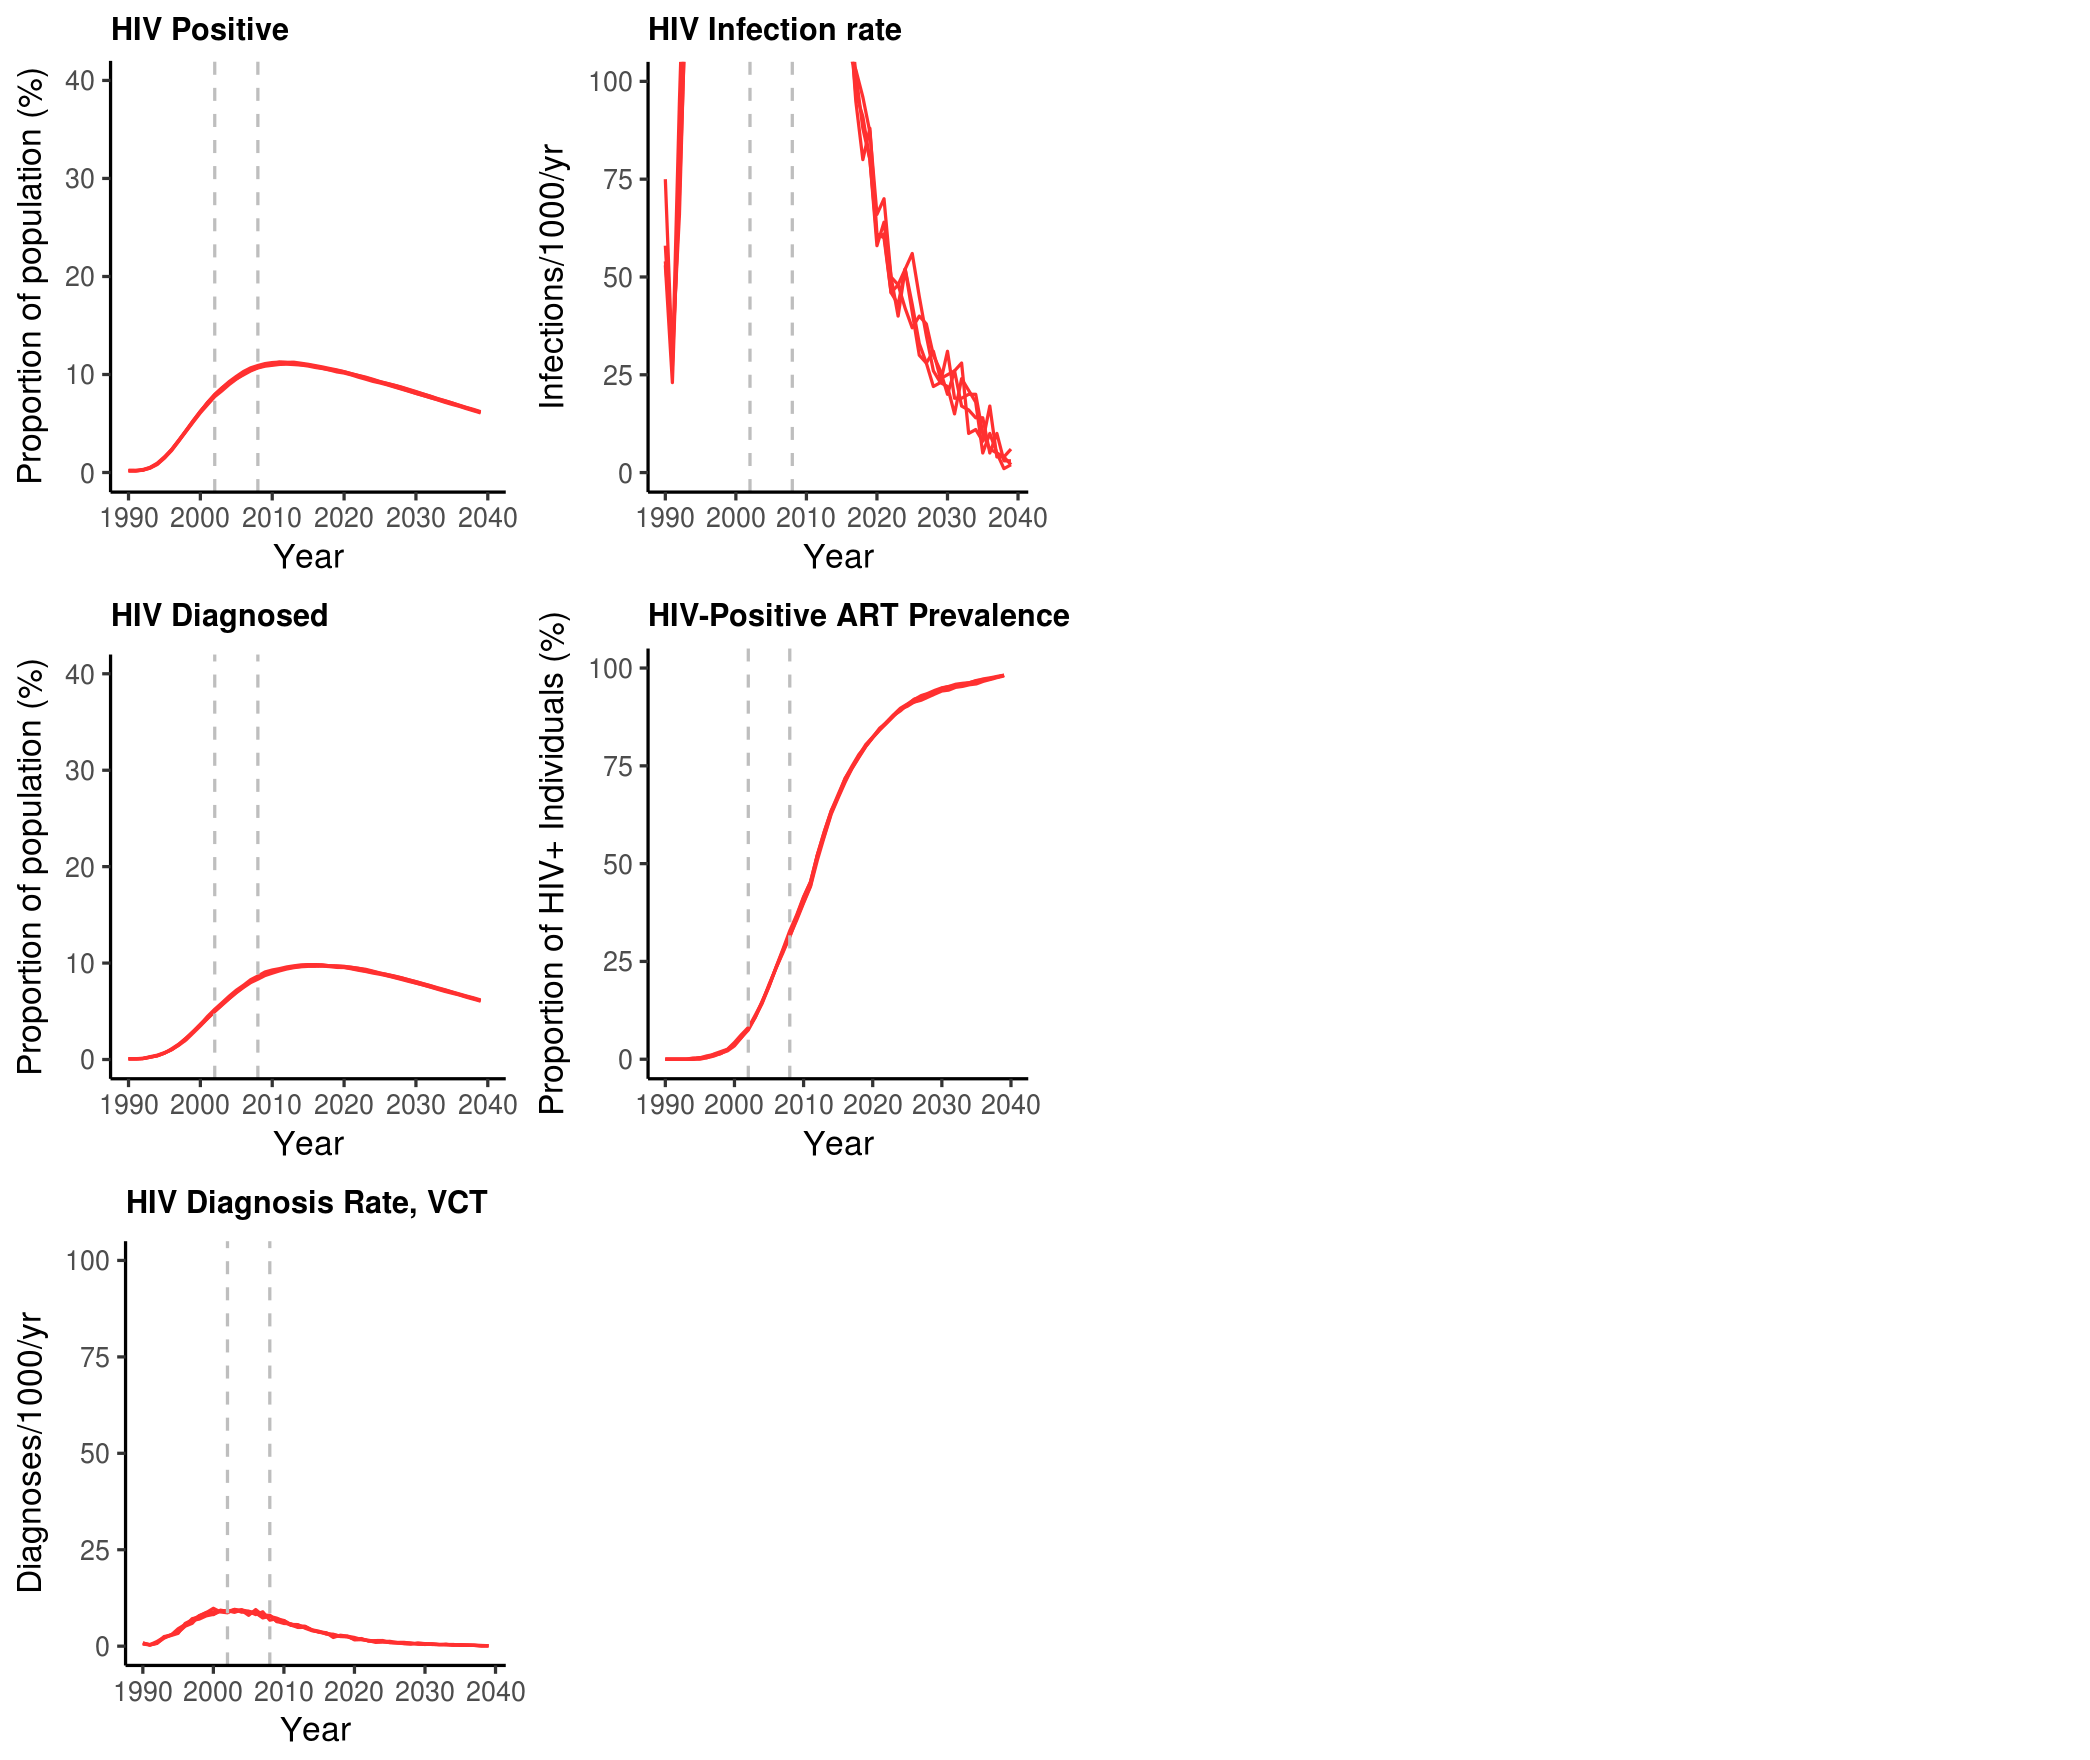 HIV Positive
Proportion of population (%)
40
30
20
10
0
1990 2000 2010 2020 2030 2040
Year
HIV Infection rate
Infections/1000/yr
100
75
50
25
0
1990 2000 2010 2020 2030 2040
Year
HIV Diagnosed
Proportion of population (%)
40
30
20
10
0
1990 2000 2010 2020 2030 2040
Year
HIV-Positive ART Prevalence
Proportion of HIV+ Individuals (%)
100
75
50
25
0
1990 2000 2010 2020 2030 2040
Year
HIV Diagnosis Rate, VCT
Diagnoses/1000/yr
100
75
50
25
0
1990 2000 2010 2020 2030 2040
Year